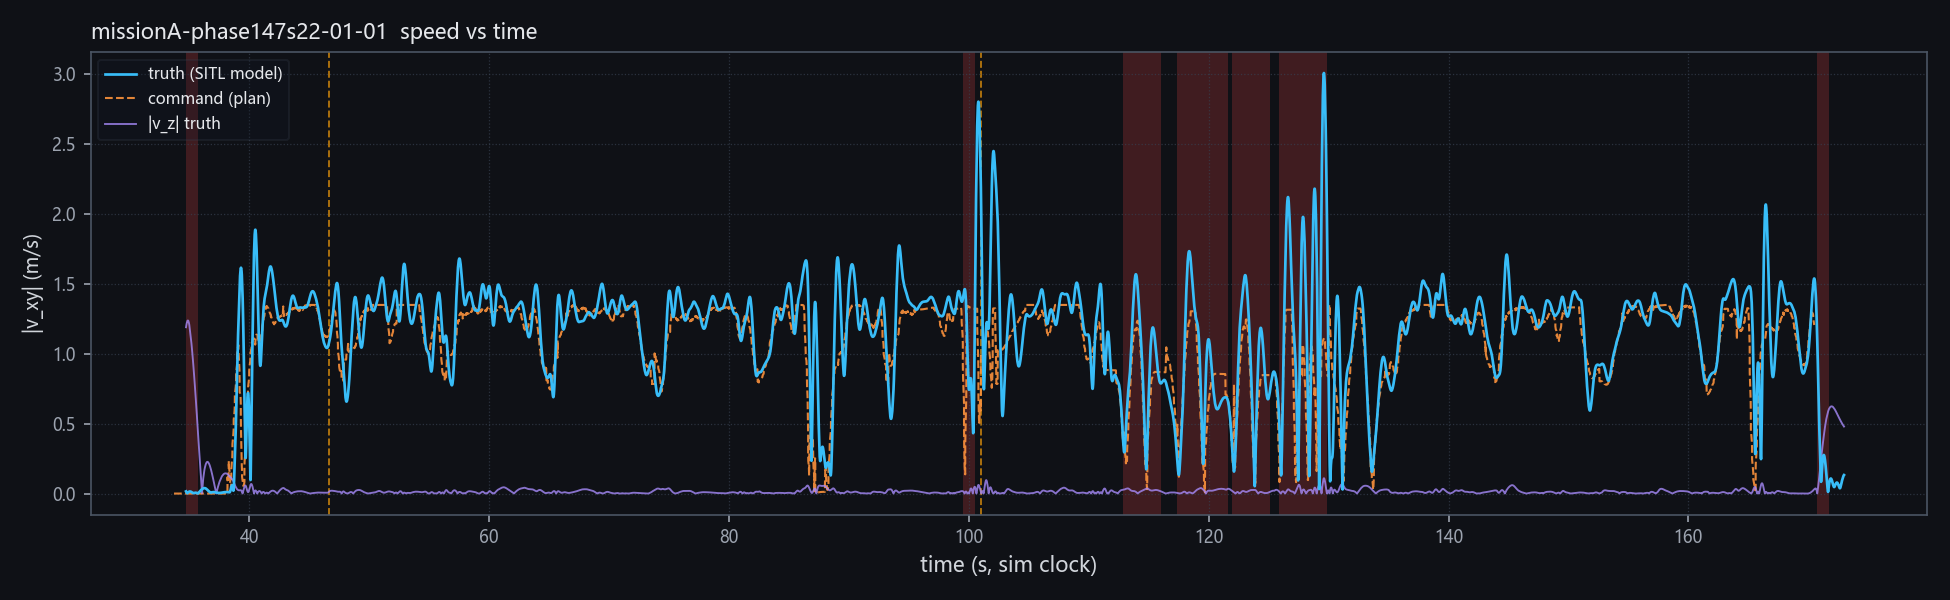 missionA-phase147s22-01-01 speed vs time
truth (SITL model)
command (plan)
|v_z| truth
|v_xy| (m/s)
3.0
2.5
2.0
1.5
1.0
0.5
0.0
40
60
80
100
120
140
160
time (s, sim clock)